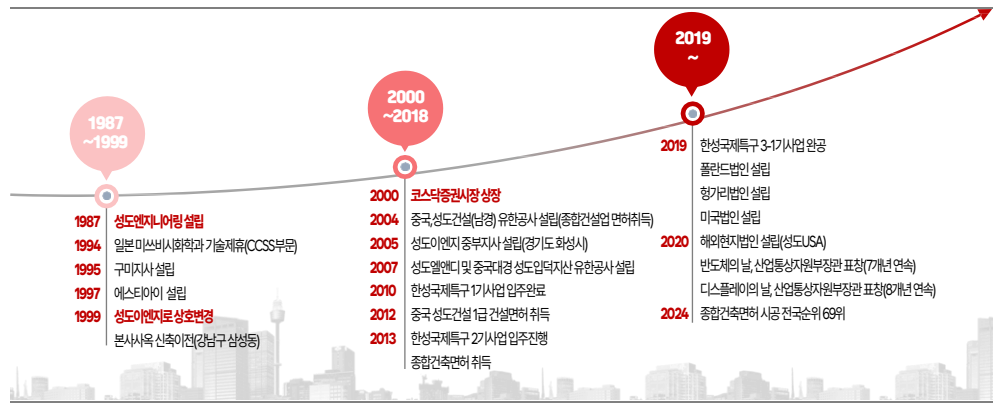 1987
~1999
1987 성도엔지니어링 설립
1994 일본 미쓰비시화학과 기술제휴(CCSS부문)
1995 구미지사 설립
1997 에스티아이 설립
1999 성도이엔지로 상호변경
본사사옥 신축이전(강남구 삼성동)
2000
~2018
2000 코스닥증권시장 상장
2004 중국,성도건설(남경) 유한공사 설립(종합건설업 면허취득)
2005 성도이엔지 중부지사 설립(경기도 화성시)
2007 성도엘앤디 및 중국대경 성도입덕지산 유한공사 설립
2010 한성국제특구 1기사업 입주완료
2012 중국 성도건설 1급 건설면허 취득
2013 한성국제특구 2기사업 입주진행
종합건축면허 취득
2019
~
2019 한성국제특구 3-1기사업 완공
폴란드법인 설립
헝가리법인 설립
미국법인 설립
2020 해외현지법인 설립(성도USA)
반도체의 날, 산업통상자원부장관 표창(7개년 연속)
디스플레이의 날, 산업통상자원부장관 표창(8개년 연속)
2024 종합건축면허 시공 전국순위 69위